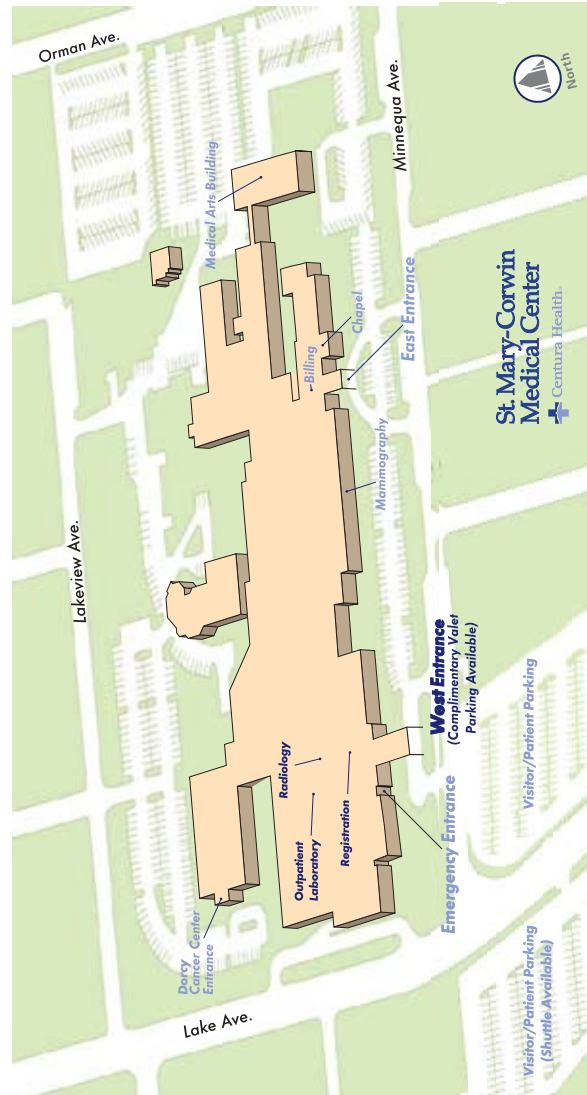 Orman Ave.
Minnequa Ave.
North
Medical Arts Building
Chapel
East Entrance
Billing
Mammography
St. Mary-Corwin
Medical Center
Centura Health®
Lakeview Ave.
West Entrance
(Complimentary Valet
Parking Available)
Visitor/Patient Parking
Radiology
Registration
Outpatient
Laboratory
Emergency Entrance
Dorcy
Cancer Center
Entrance
Lake Ave.
Visitor/Patient Parking
(Shuttle Available)